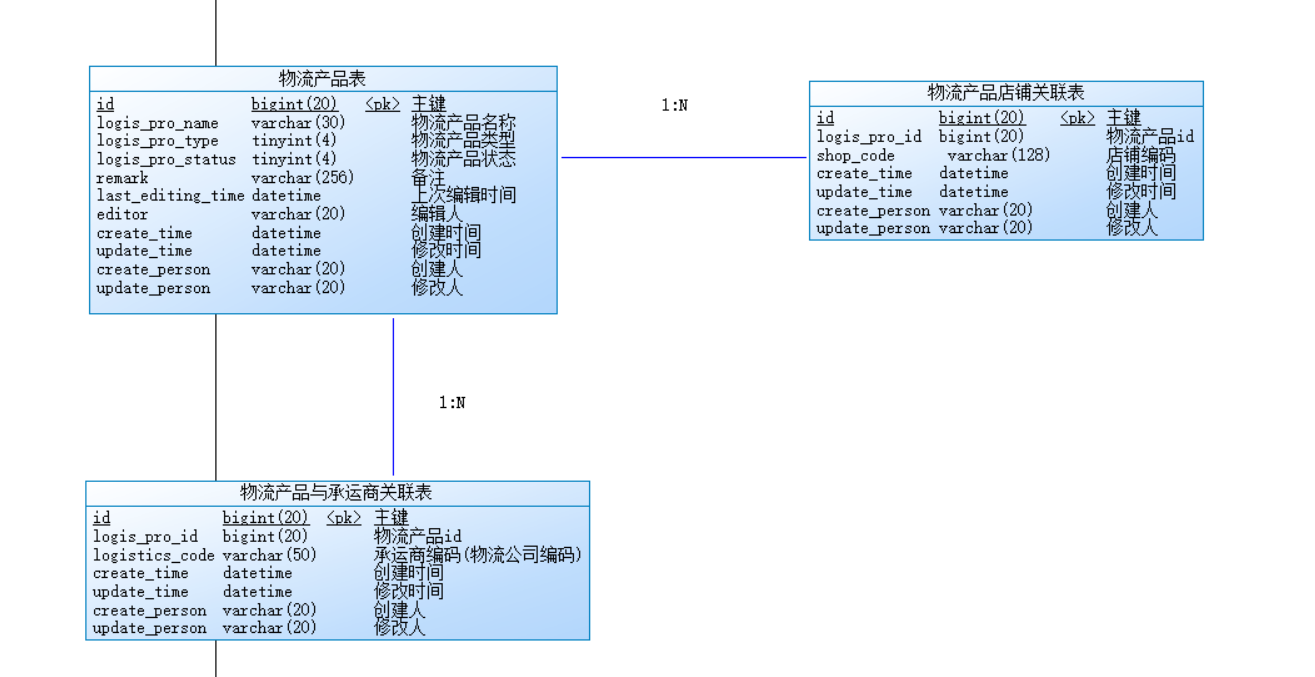 物流产品表
id bigint(20) <pk> 主键
logis_pro_name varchar(30) 物流产品名称
logis_pro_type tinyint(4) 物流产品类型
logis_pro_status tinyint(4) 物流产品状态
remark varchar(256) 备注
last_editing_time datetime 上次编辑时间
editor varchar(20) 编辑人
create_time datetime 创建时间
update_time datetime 修改时间
create_person varchar(20) 创建人
update_person varchar(20) 修改人
1:N
物流产品店铺关联表
id bigint(20) <pk> 主键
logis_pro_id bigint(20) 物流产品id
shop_code varchar(128) 店铺编码
create_time datetime 创建时间
update_time datetime 修改时间
create_person varchar(20) 创建人
update_person varchar(20) 修改人
1:N
物流产品与承运商关联表
id bigint(20) <pk> 主键
logis_pro_id bigint(20) 物流产品id
logistics_code varchar(50) 承运商编码(物流公司编码)
create_time datetime 创建时间
update_time datetime 修改时间
create_person varchar(20) 创建人
update_person varchar(20) 修改人